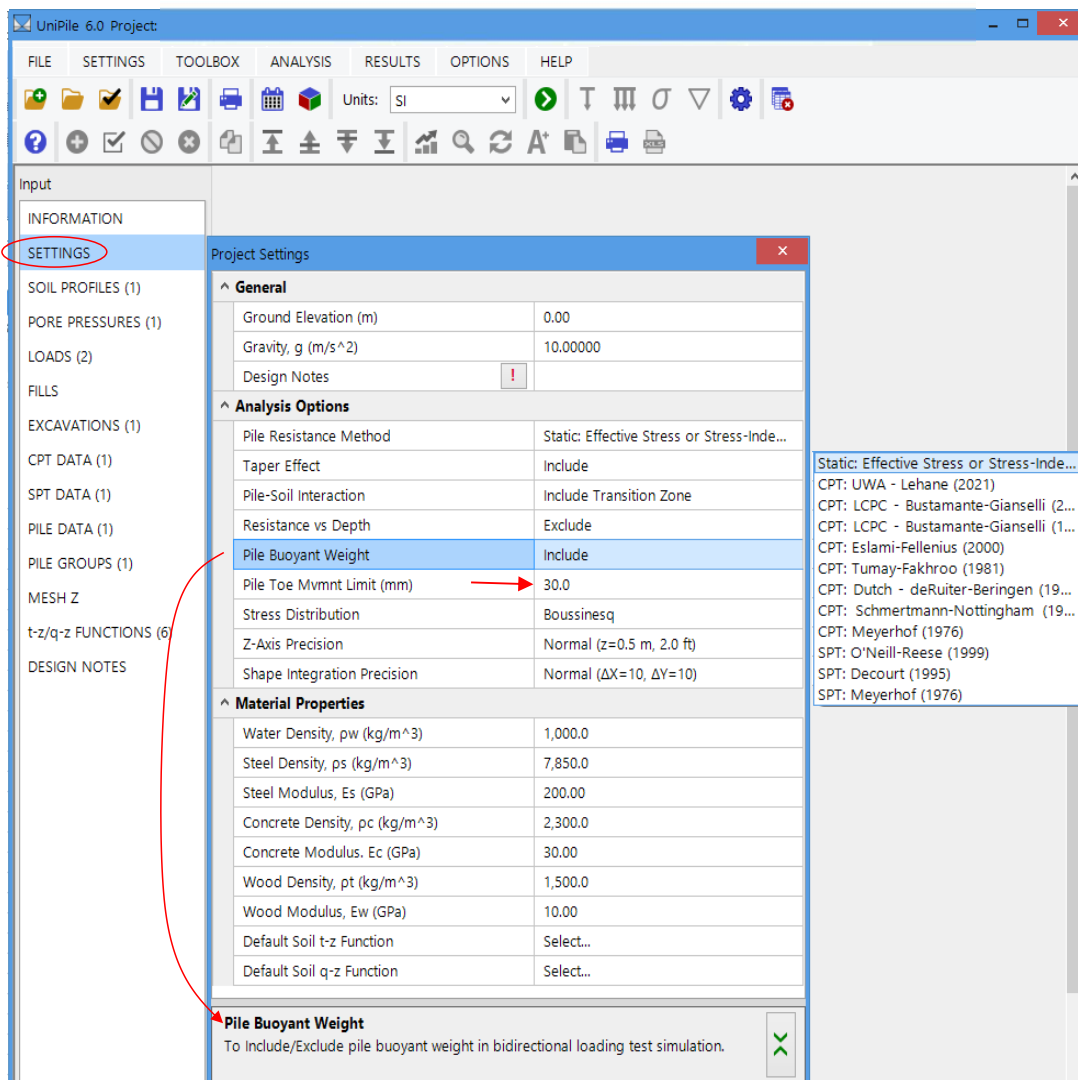 UniPile 6.0 Project:
FILE SETTINGS TOOLBOX ANALYSIS RESULTS OPTIONS HELP
Units: SI
Input
INFORMATION
SETTINGS
SOIL PROFILES (1)
PORE PRESSURES (1)
LOADS (2)
FILLS
EXCAVATIONS (1)
CPT DATA (1)
SPT DATA (1)
PILE DATA (1)
PILE GROUPS (1)
MESH Z
t-z/q-z FUNCTIONS (6)
DESIGN NOTES
Project Settings
General
Ground Elevation (m) 0.00
Gravity, g (m/s^2) 10.00000
Design Notes !
Analysis Options
Pile Resistance Method Static: Effective Stress or Stress-Inde...
Taper Effect Include
Pile-Soil Interaction Include Transition Zone
Resistance vs Depth Exclude
Pile Buoyant Weight Include
Pile Toe Mvmnt Limit (mm) 30.0
Stress Distribution Boussinesq
Z-Axis Precision Normal (z=0.5 m, 2.0 ft)
Shape Integration Precision Normal (ΔX=10, ΔY=10)
Material Properties
Water Density, ρw (kg/m^3) 1,000.0
Steel Density, ρs (kg/m^3) 7,850.0
Steel Modulus, Es (GPa) 200.00
Concrete Density, ρc (kg/m^3) 2,300.0
Concrete Modulus. Ec (GPa) 30.00
Wood Density, ρt (kg/m^3) 1,500.0
Wood Modulus, Ew (GPa) 10.00
Default Soil t-z Function Select...
Default Soil q-z Function Select...
Pile Buoyant Weight
To Include/Exclude pile buoyant weight in bidirectional loading test simulation.
Static: Effective Stress or Stress-Inde...
CPT: UWA - Lehane (2021)
CPT: LCPC - Bustamante-Gianselli (2...
CPT: LCPC - Bustamante-Gianselli (1...
CPT: Eslami-Fellenius (2000)
CPT: Tumay-Fakhroo (1981)
CPT: Dutch - deRuiter-Beringen (19...
CPT: Schmertmann-Nottingham (19...
CPT: Meyerhof (1976)
SPT: O'Neill-Reese (1999)
SPT: Decourt (1995)
SPT: Meyerhof (1976)